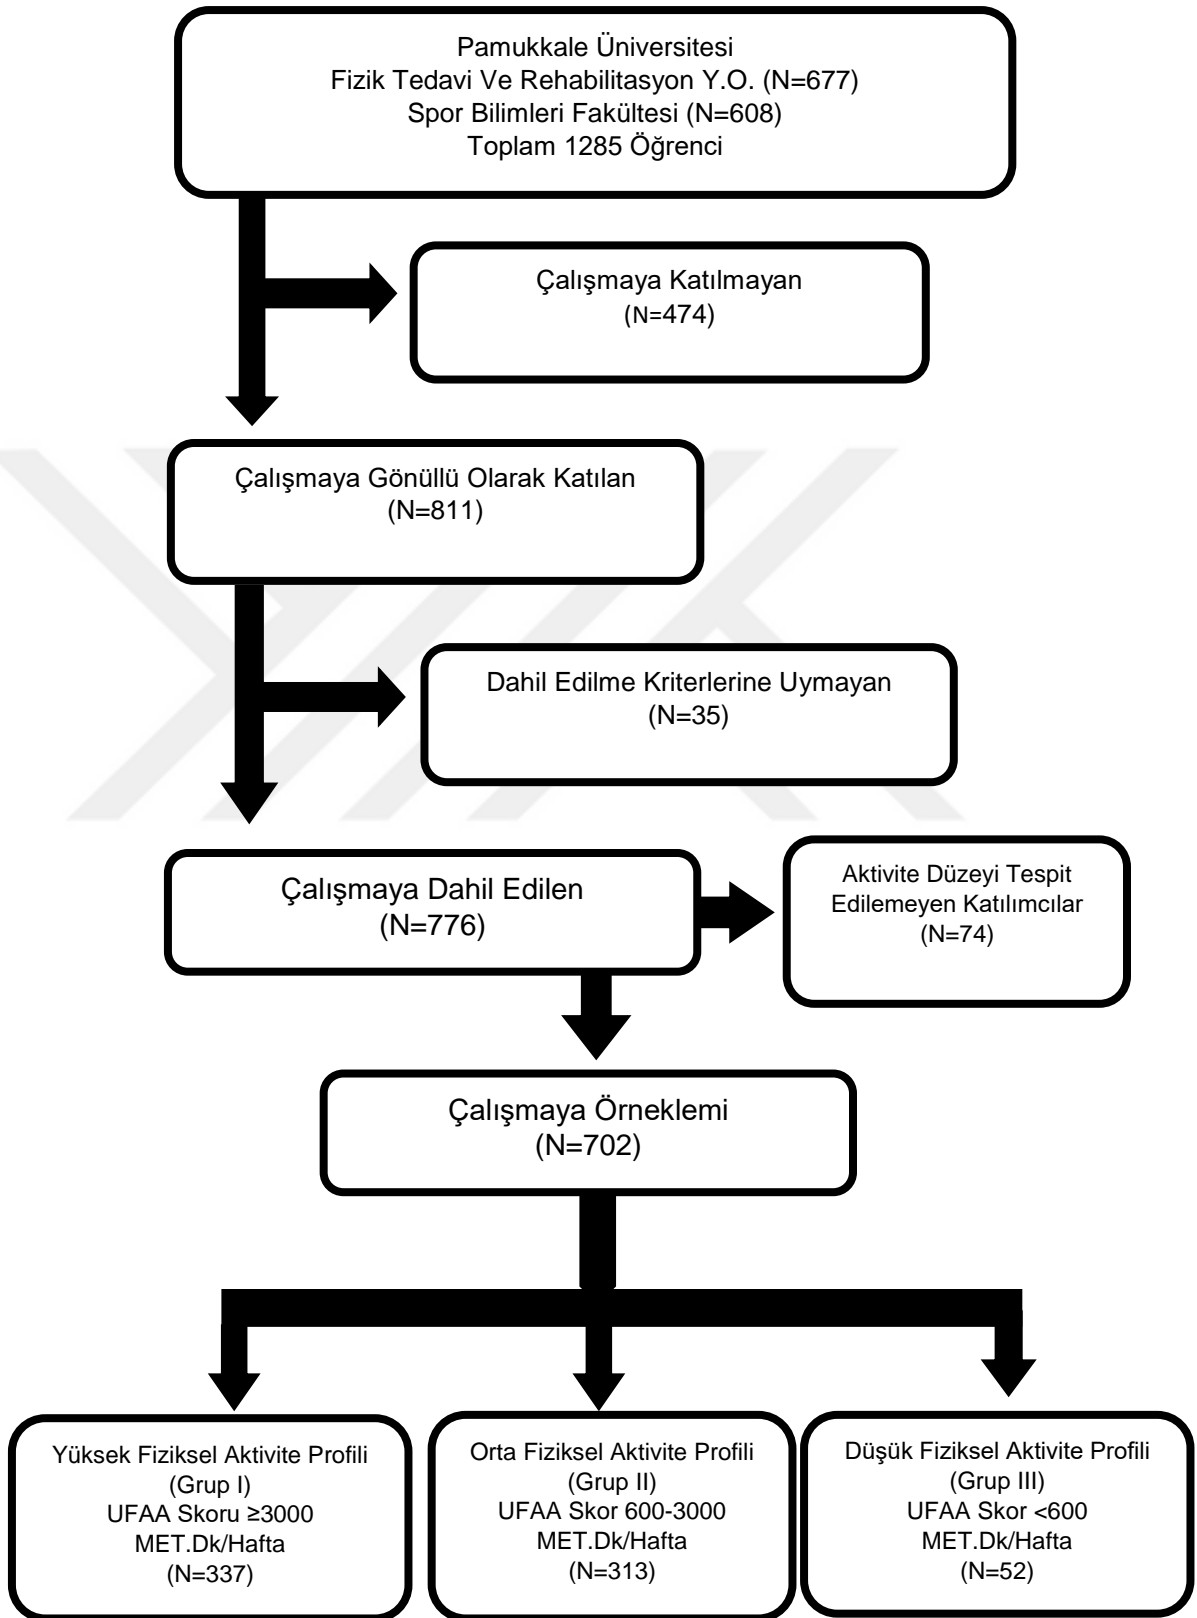 Pamukkale Üniversitesi
Fizik Tedavi Ve Rehabilitasyon Y.O. (N=677)
Spor Bilimleri Fakültesi (N=608)
Toplam 1285 Öğrenci
Çalışmaya Katılmayan
(N=474)
Çalışmaya Gönüllü Olarak Katılan
(N=811)
Dahil Edilme Kriterlerine Uymayan
(N=35)
Çalışmaya Dahil Edilen
(N=776)
Aktivite Düzeyi Tespit
Edilemeyen Katılımcılar
(N=74)
Çalışmaya Örneklemi
(N=702)
Yüksek Fiziksel Aktivite Profili
(Grup I)
UFAA Skoru ≥3000
MET.Dk/Hafta
(N=337)
Orta Fiziksel Aktivite Profili
(Grup II)
UFAA Skor 600-3000
MET.Dk/Hafta
(N=313)
Düşük Fiziksel Aktivite Profili
(Grup III)
UFAA Skor <600
MET.Dk/Hafta
(N=52)